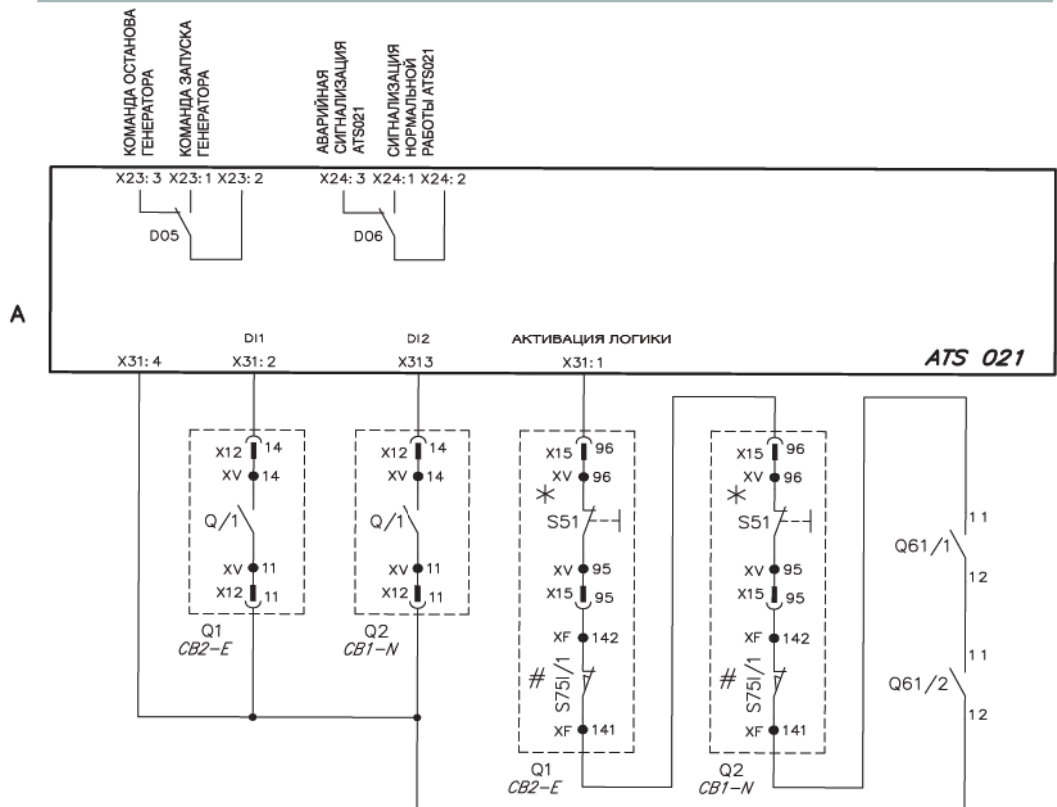 КОМАНДА ОСТАНОВА
ГЕНЕРАТОРА
КОМАНДА ЗАПУСКА
ГЕНЕРАТОРА
АВАРИЙНАЯ
СИГНАЛИЗАЦИЯ
ATS021
СИГНАЛИЗАЦИЯ
НОРМАЛЬНОЙ
РАБОТЫ ATS021
X23:3 X23:1 X23:2
X24:3 X24:1 X24:2
D05
D06
A
DI1
DI2
АКТИВАЦИЯ ЛОГИКИ
X31:4
X31:2
X313
X31:1
ATS 021
X12 14
XV 14
Q/1
XV 11
X12 11
Q1
CB2-E
X12 14
XV 14
Q/1
XV 11
X12 11
Q2
CB1-N
X15 96
XV 96
*
S51
XV 95
X15 95
XF 142
# S75I/1
XF 141
Q1
CB2-E
X15 96
XV 96
*
S51
XV 95
X15 95
XF 142
# S75I/1
XF 141
Q2
CB1-N
11
Q61/1
12
11
Q61/2
12